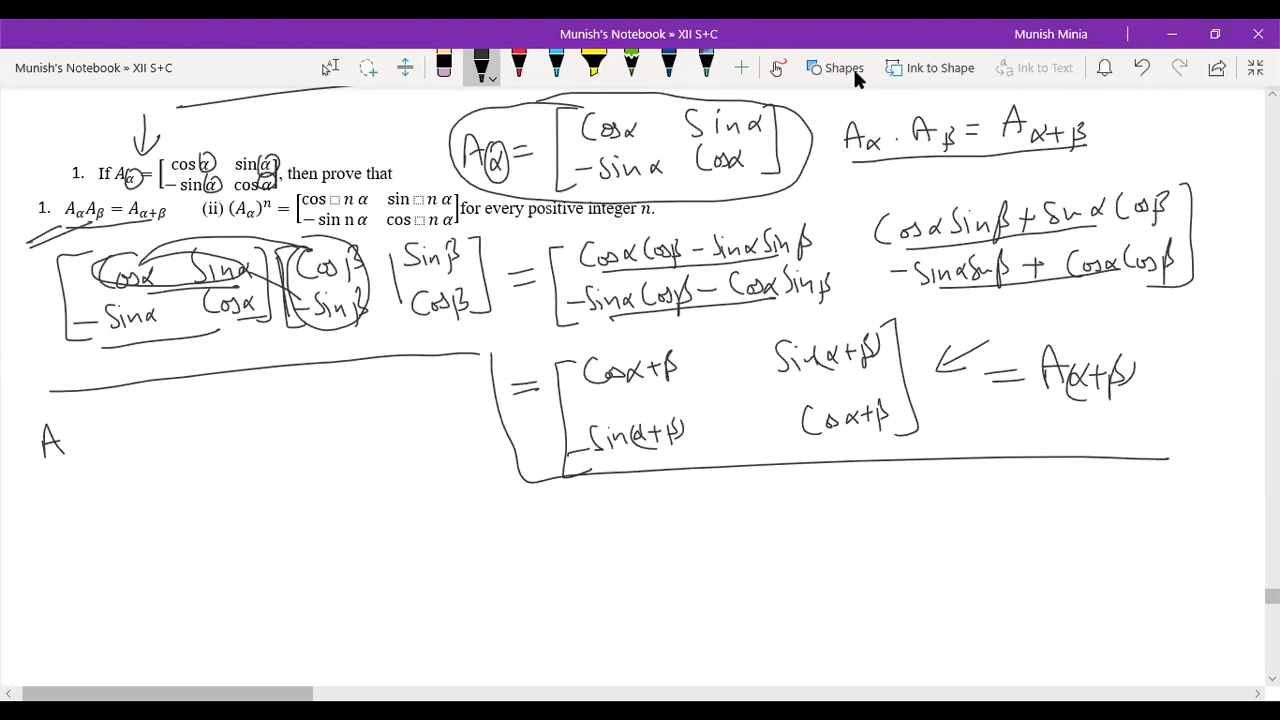 Munish's Notebook » XII S+C
Munish Minia
Munish's Notebook » XII S+C
Shapes
Ink to Shape
Ink to Text
Aα = [ Cosα Sinα
-Sinα Cosα ]
Aα . Aβ = Aα+β
1. If Aα = [ cos α sin α
− sin α cos α ], then prove that
1. AαAβ = Aα+β (ii) (Aα)ⁿ = [ cos □ n α sin □ n α
− sin n α cos □ n α ] for every positive integer n.
[ Cosα Sinα
-Sinα Cosα ] [ Cosβ Sinβ
-Sinβ Cosβ ] = [ CosαCosβ - SinαSinβ CosαSinβ + SinαCosβ
-SinαCosβ - CosαSinβ -SinαSinβ + CosαCosβ ]
= [ Cosα+β Sin(α+β)
-Sin(α+β) Cosα+β ] = A(α+β)
A